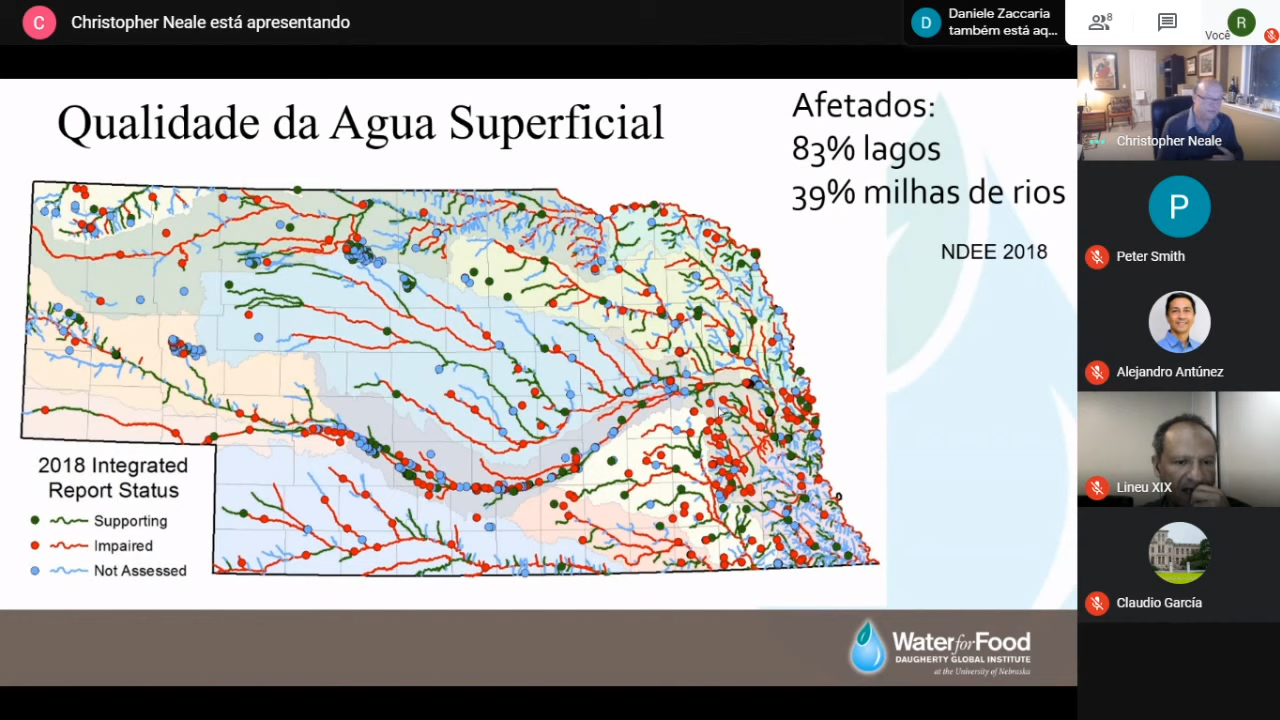 C
Christopher Neale está apresentando
D
Daniele Zaccaria
também está aq...
8
Você
R
Qualidade da Agua Superficial
Afetados:
83% lagos
39% milhas de rios
NDEE 2018
2018 Integrated
Report Status
Supporting
Impaired
Not Assessed
Water for Food
DAUGHERTY GLOBAL INSTITUTE
at the University of Nebraska
Christopher Neale
P
Peter Smith
Alejandro Antúnez
Lineu XIX
Claudio García